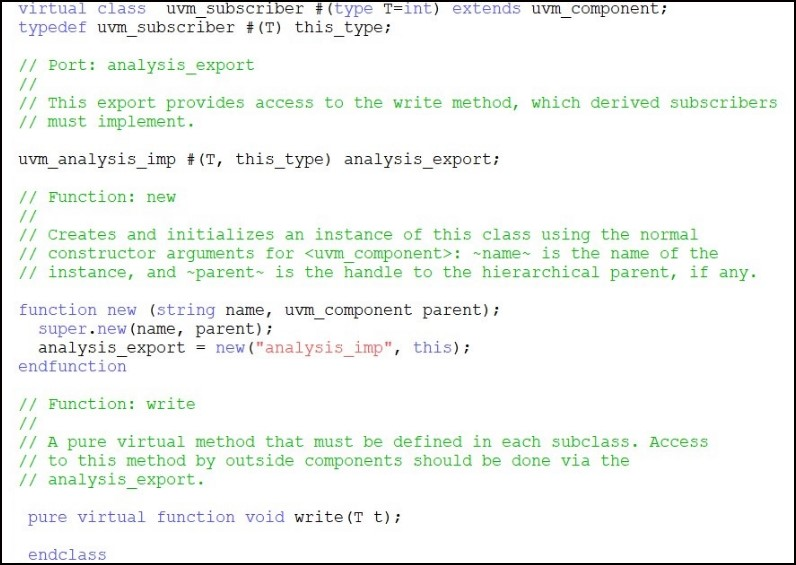 virtual class  uvm_subscriber #(type T=int) extends uvm_component;
typedef uvm_subscriber #(T) this_type;
// Port: analysis_export
//
// This export provides access to the write method, which derived subscribers
// must implement.
uvm_analysis_imp #(T, this_type) analysis_export;
// Function: new
//
// Creates and initializes an instance of this class using the normal
// constructor arguments for <uvm_component>: ~name~ is the name of the
// instance, and ~parent~ is the handle to the hierarchical parent, if any.
function new (string name, uvm_component parent);
super.new(name, parent);
analysis_export = new("analysis_imp", this);
endfunction
// Function: write
//
// A pure virtual method that must be defined in each subclass. Access
// to this method by outside components should be done via the
// analysis_export.
pure virtual function void write(T t);
endclass